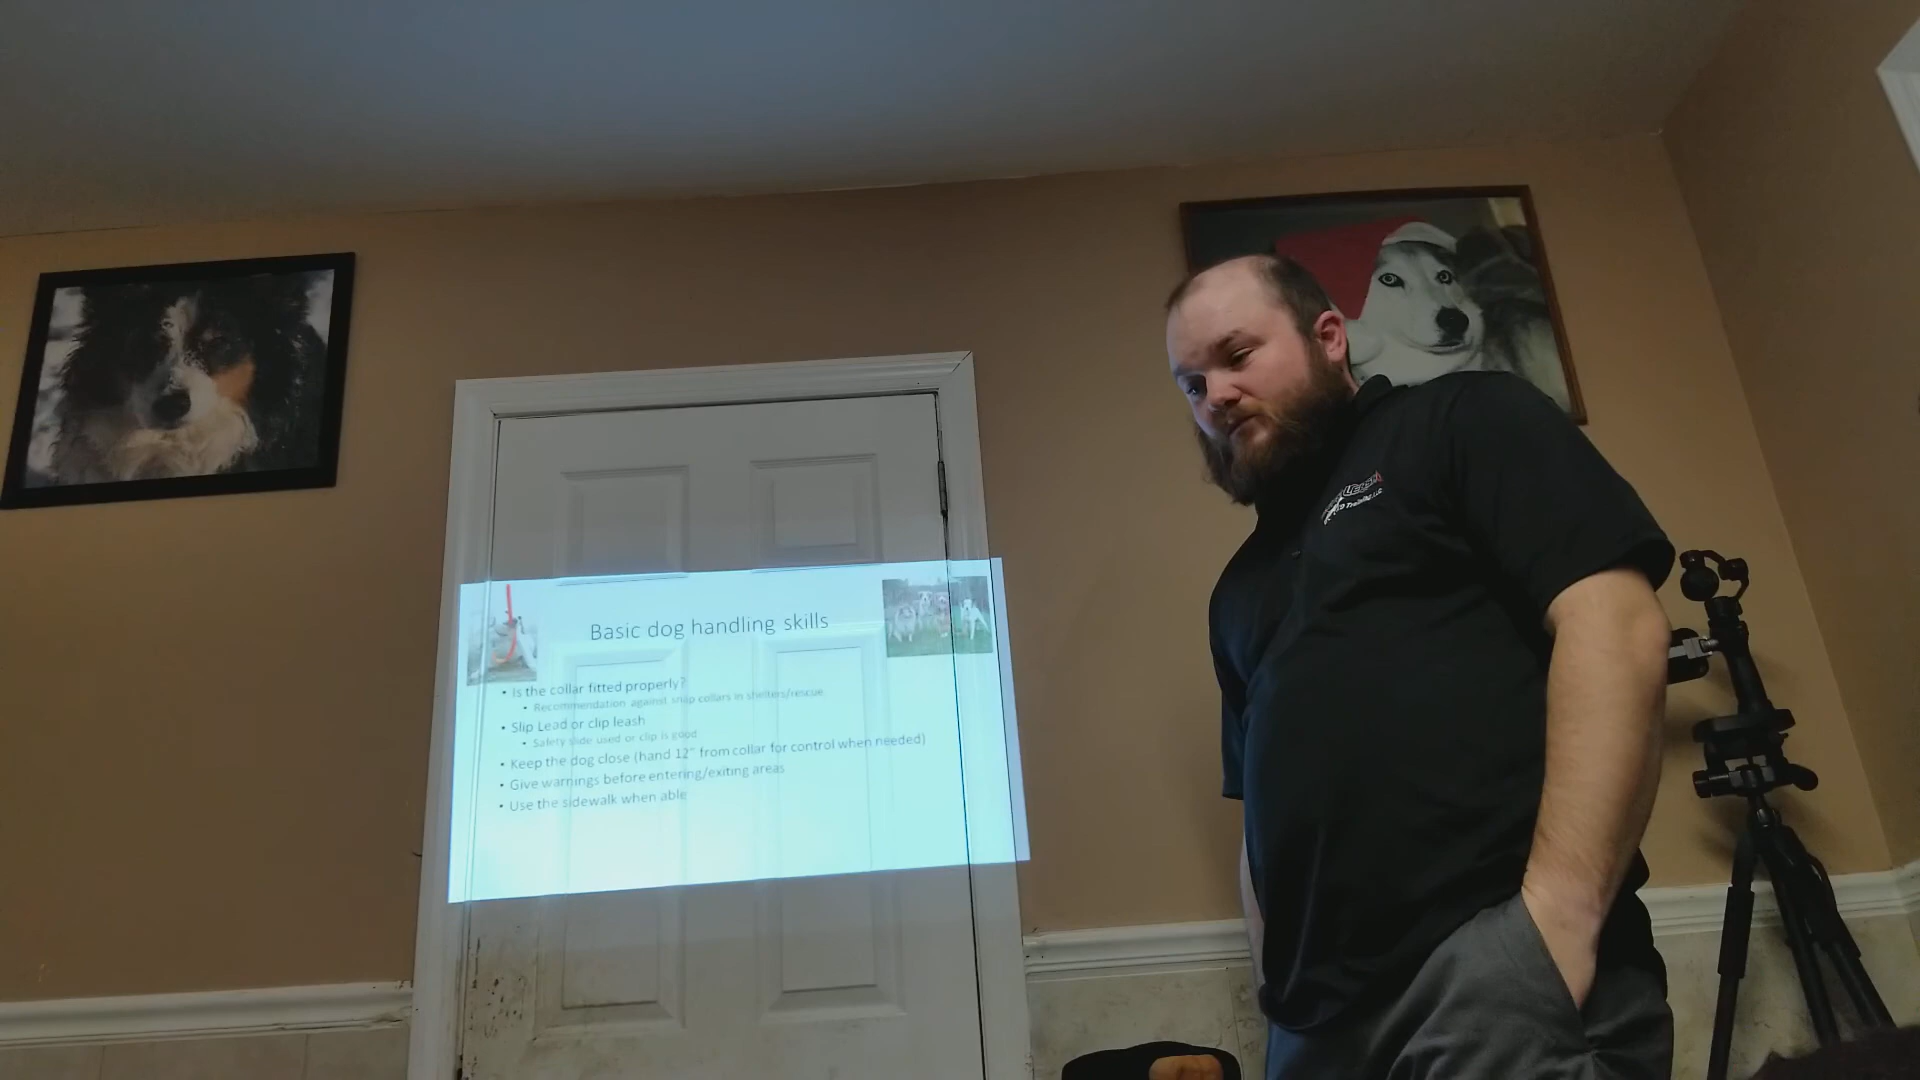 Basic dog handling skills
• Is the collar fitted properly?
• Recommendation against snap collars in shelters/rescue
• Slip Lead or clip leash
• Safety slide used or clip is good
• Keep the dog close (hand 12" from collar for control when needed)
• Give warnings before entering/exiting areas
• Use the sidewalk when able
Training LLC